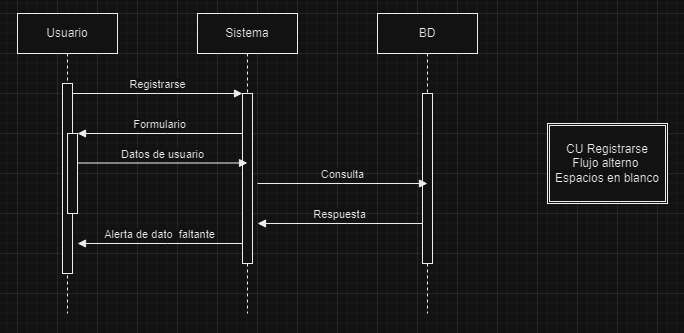 Usuario
Sistema
BD
Registrarse
Formulario
Datos de usuario
Consulta
Respuesta
Alerta de dato faltante
CU Registrarse
Flujo alterno
Espacios en blanco